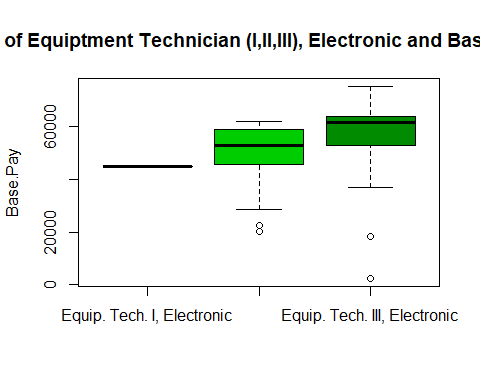 of Equiptment Technician (I,II,III), Electronic and Bas
Base.Pay
60000
20000
0
Equip. Tech. I, Electronic
Equip. Tech. III, Electronic